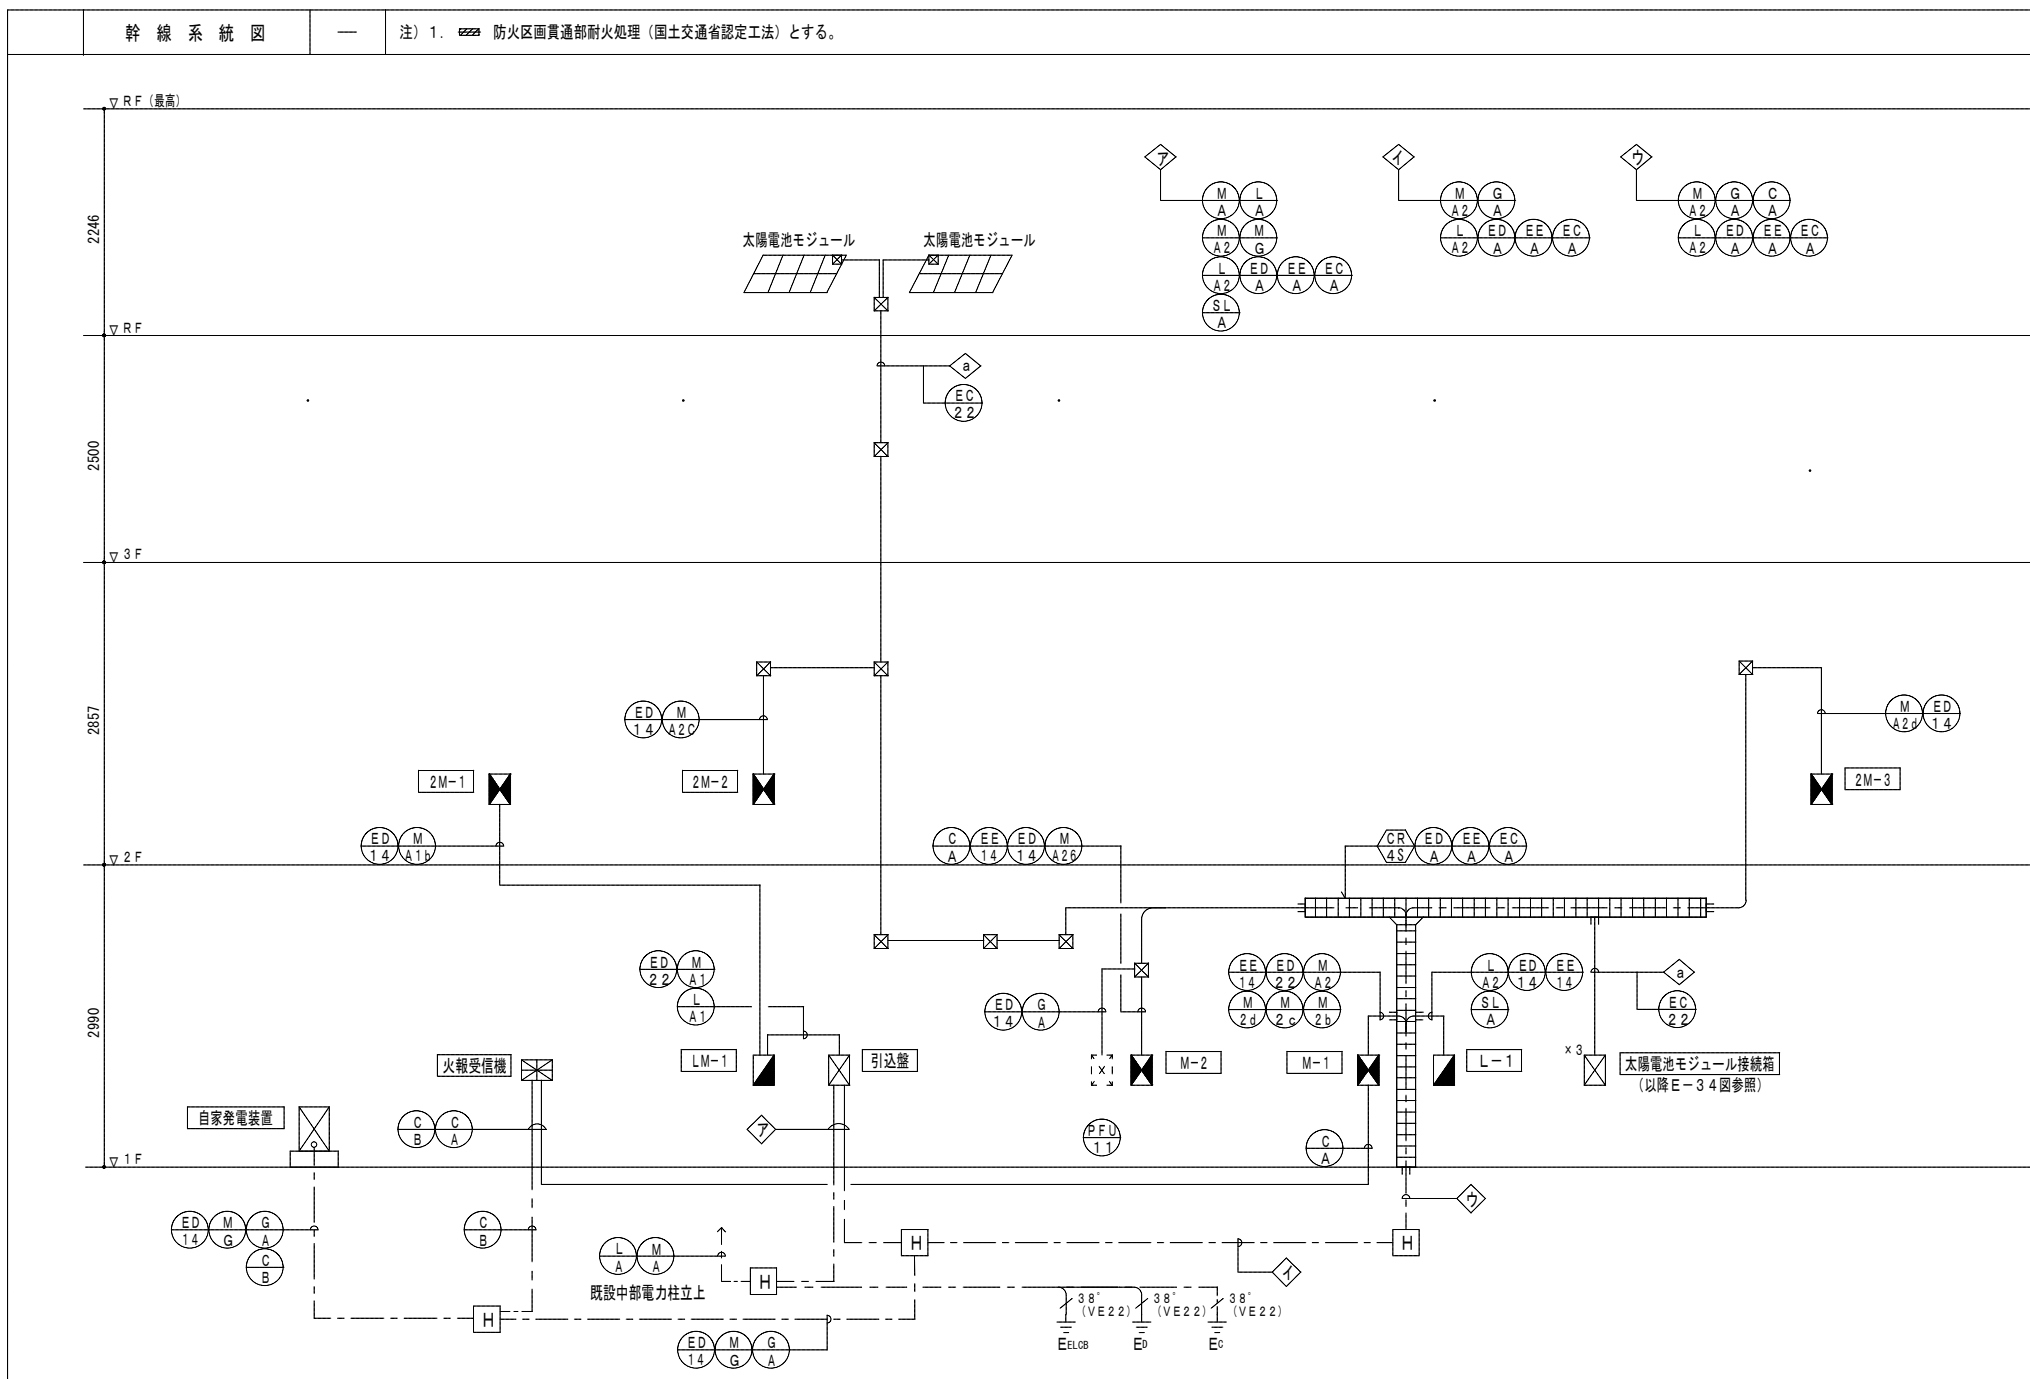 幹線系統図 ― 注）1． 防火区画貫通部耐火処理（国土交通省認定工法）とする。
▽RF（最高）
ア イ ウ
M A L A
M A2 G A
M A2 G A C A
2246
M A2 M G
L A2 ED A EE A EC A
L A2 ED A EE A EC A
太陽電池モジュール 太陽電池モジュール
L A2 ED A EE A EC A
SL A
▽RF
a
EC 22
2500
▽3F
2857
ED 14 M A2C
M A2d ED 14
2M-1 2M-2 2M-3
ED 14 M A1b
C A EE 14 ED 14 M A26
CR 4S ED A EE A EC A
▽2F
2990
ED 22 M A1
L A1
EE 14 ED 22 M A2
M 2d M 2c M 2b
L A2 ED 14 EE 14
SL A
a
EC 22
ED 14 G A
火報受信機 LM-1 引込盤 x M-2 M-1 L-1
×3 太陽電池モジュール接続箱
（以降E-34図参照）
自家発電装置
C B C A
ア
PFU 11
C A
▽1F
ウ
ED 14 M G G A
C B
C B
L A M A
H H H H
既設中部電力柱立上
イ
38°（VE22） 38°（VE22） 38°（VE22）
EELCB ED EC
ED 14 M G G A